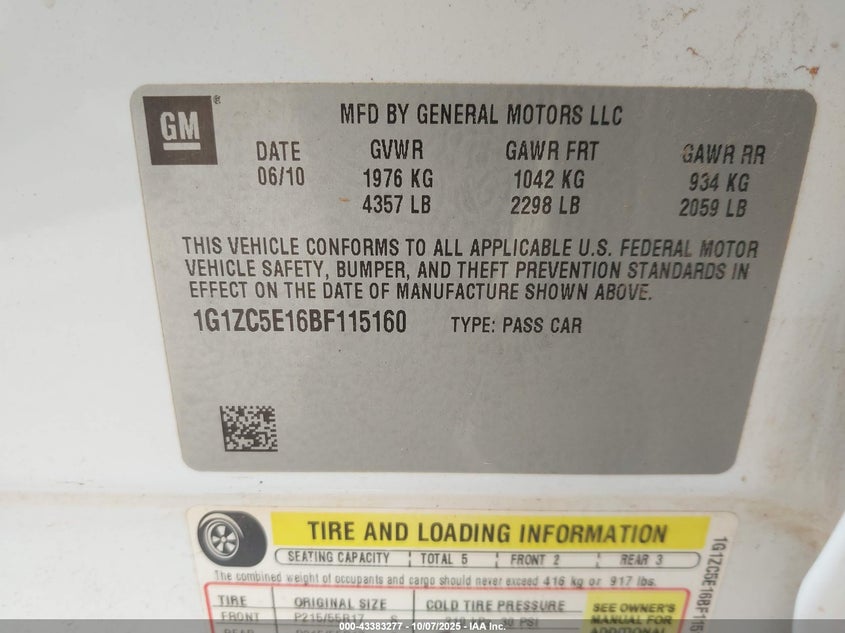 GM ®
MFD BY GENERAL MOTORS LLC
DATE GVWR GAWR FRT GAWR RR
06/10 1976 KG 1042 KG 934 KG
4357 LB 2298 LB 2059 LB
THIS VEHICLE CONFORMS TO ALL APPLICABLE U.S. FEDERAL MOTOR
VEHICLE SAFETY, BUMPER, AND THEFT PREVENTION STANDARDS IN
EFFECT ON THE DATE OF MANUFACTURE SHOWN ABOVE.
1G1ZC5E16BF115160 TYPE: PASS CAR
TIRE AND LOADING INFORMATION
SEATING CAPACITY TOTAL 5 FRONT 2 REAR 3
The combined weight of occupants and cargo should never exceed 416 kg or 917 lbs.
TIRE ORIGINAL SIZE COLD TIRE PRESSURE
FRONT P215/55R17 S PSI
SEE OWNER'S
MANUAL FOR
ADDITIONAL
000-43383277 - 10/07/2025 - IAA Inc.